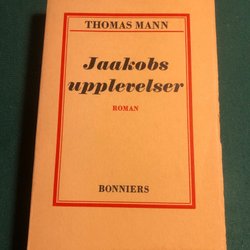 THOMAS MANN
Jaakobs
upplevelser
ROMAN
BONNIERS